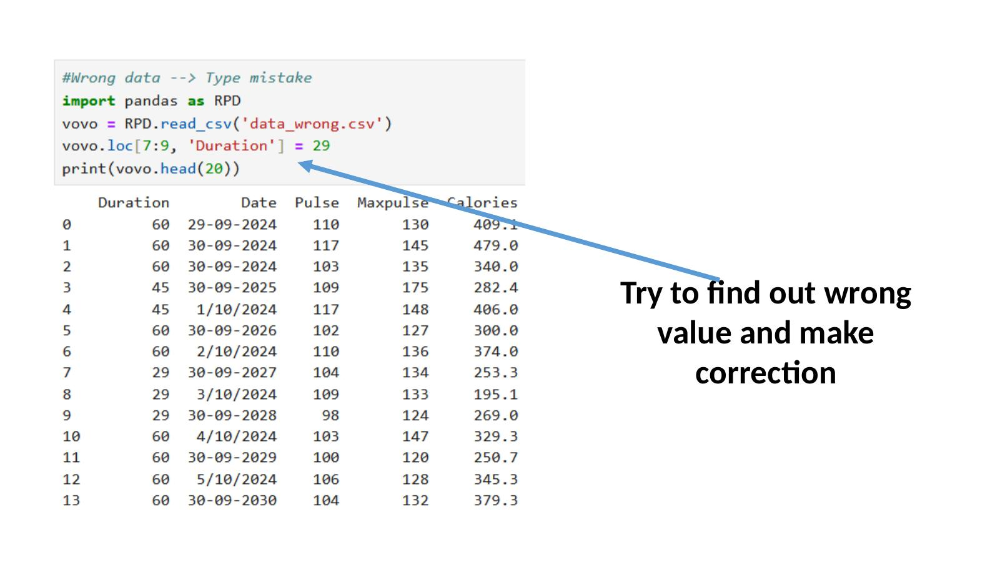 #Wrong data --> Type mistake
import pandas as RPD
vovo = RPD.read_csv('data_wrong.csv')
vovo.loc[7:9, 'Duration'] = 29
print(vovo.head(20))
Duration Date Pulse Maxpulse Calories
0 60 29-09-2024 110 130 409.1
1 60 30-09-2024 117 145 479.0
2 60 30-09-2024 103 135 340.0
3 45 30-09-2025 109 175 282.4
4 45 1/10/2024 117 148 406.0
5 60 30-09-2026 102 127 300.0
6 60 2/10/2024 110 136 374.0
7 29 30-09-2027 104 134 253.3
8 29 3/10/2024 109 133 195.1
9 29 30-09-2028 98 124 269.0
10 60 4/10/2024 103 147 329.3
11 60 30-09-2029 100 120 250.7
12 60 5/10/2024 106 128 345.3
13 60 30-09-2030 104 132 379.3
Try to find out wrong
value and make
correction